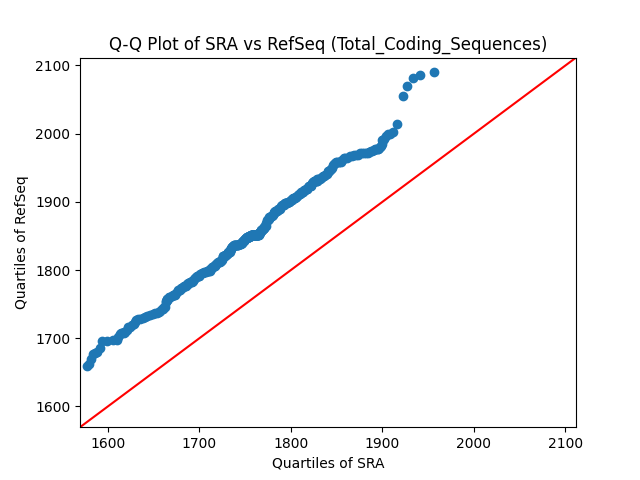 Q-Q Plot of SRA vs RefSeq (Total_Coding_Sequences)
2100
2000
1900
1800
1700
1600
Quartiles of RefSeq
1600 1700 1800 1900 2000 2100
Quartiles of SRA